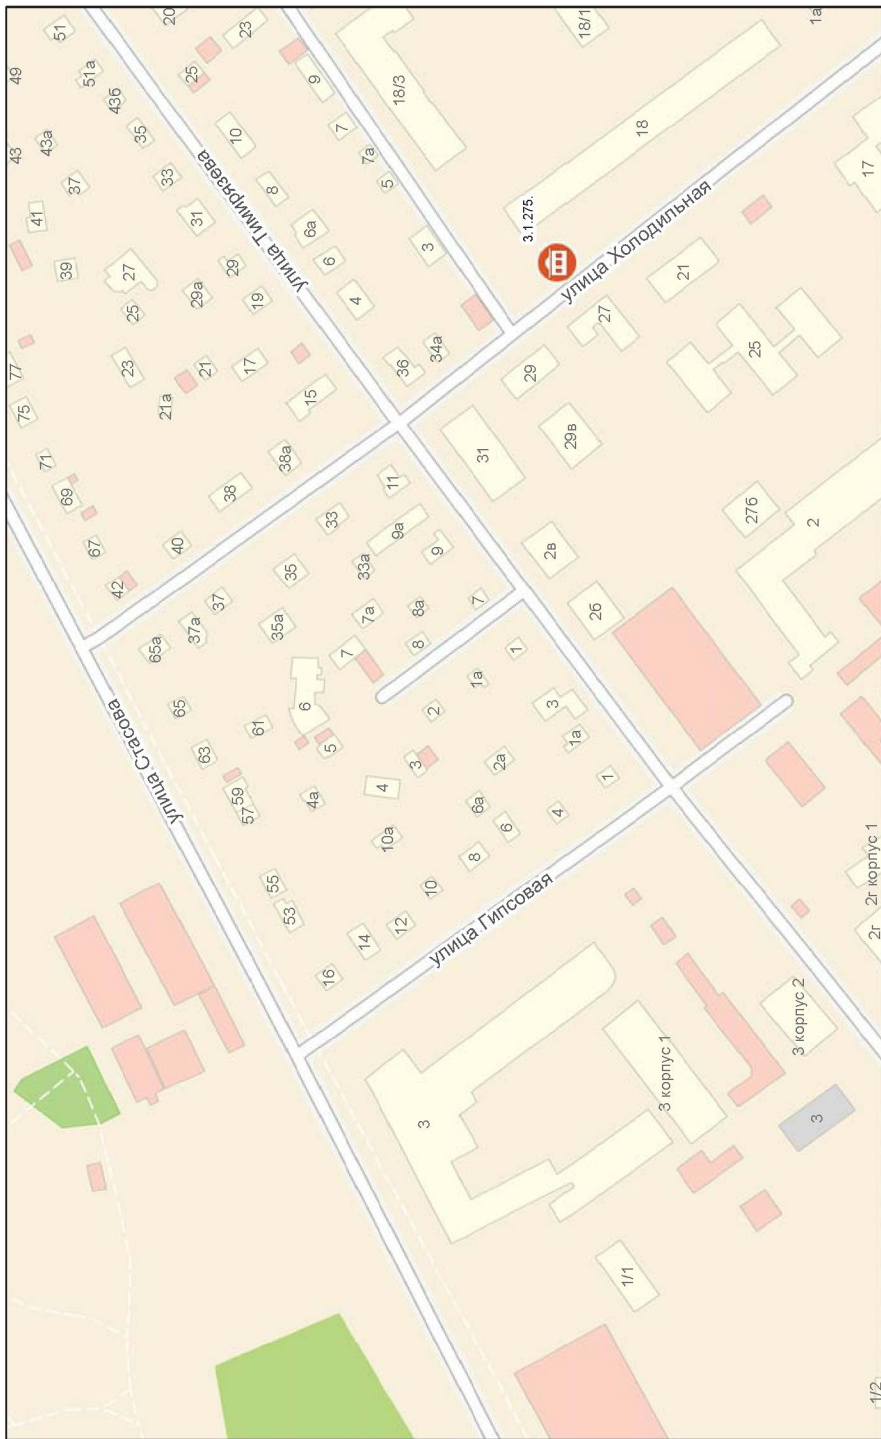 51
20
23
18/1
1а
49
51а
25
43б
9
18/3
43
43а
35
10
7
18
33
7а
5
17
37
8
41
31
улица Тимирязева
6а
3
3.1.275.
39
27
29
6
улица Холодильная
21
29а
19
4
25
27
23
21
17
36
34а
29
25
77
75
21а
15
29в
71
38а
31
69
38
11
67
40
33
9а
27б
2
42
35
33а
9
2в
65а
37а
37
35а
7а
8а
7
2б
7
8
1
65
6
1а
улица Стасова
61
2
3
63
5
3
2а
1а
59
57
4а
4
6а
1
10а
6
4
55
8
53
10
12
улица Гипсовая
2г корпус 1
14
2г
16
3 корпус 2
3
3 корпус 1
3
1/1
1/2